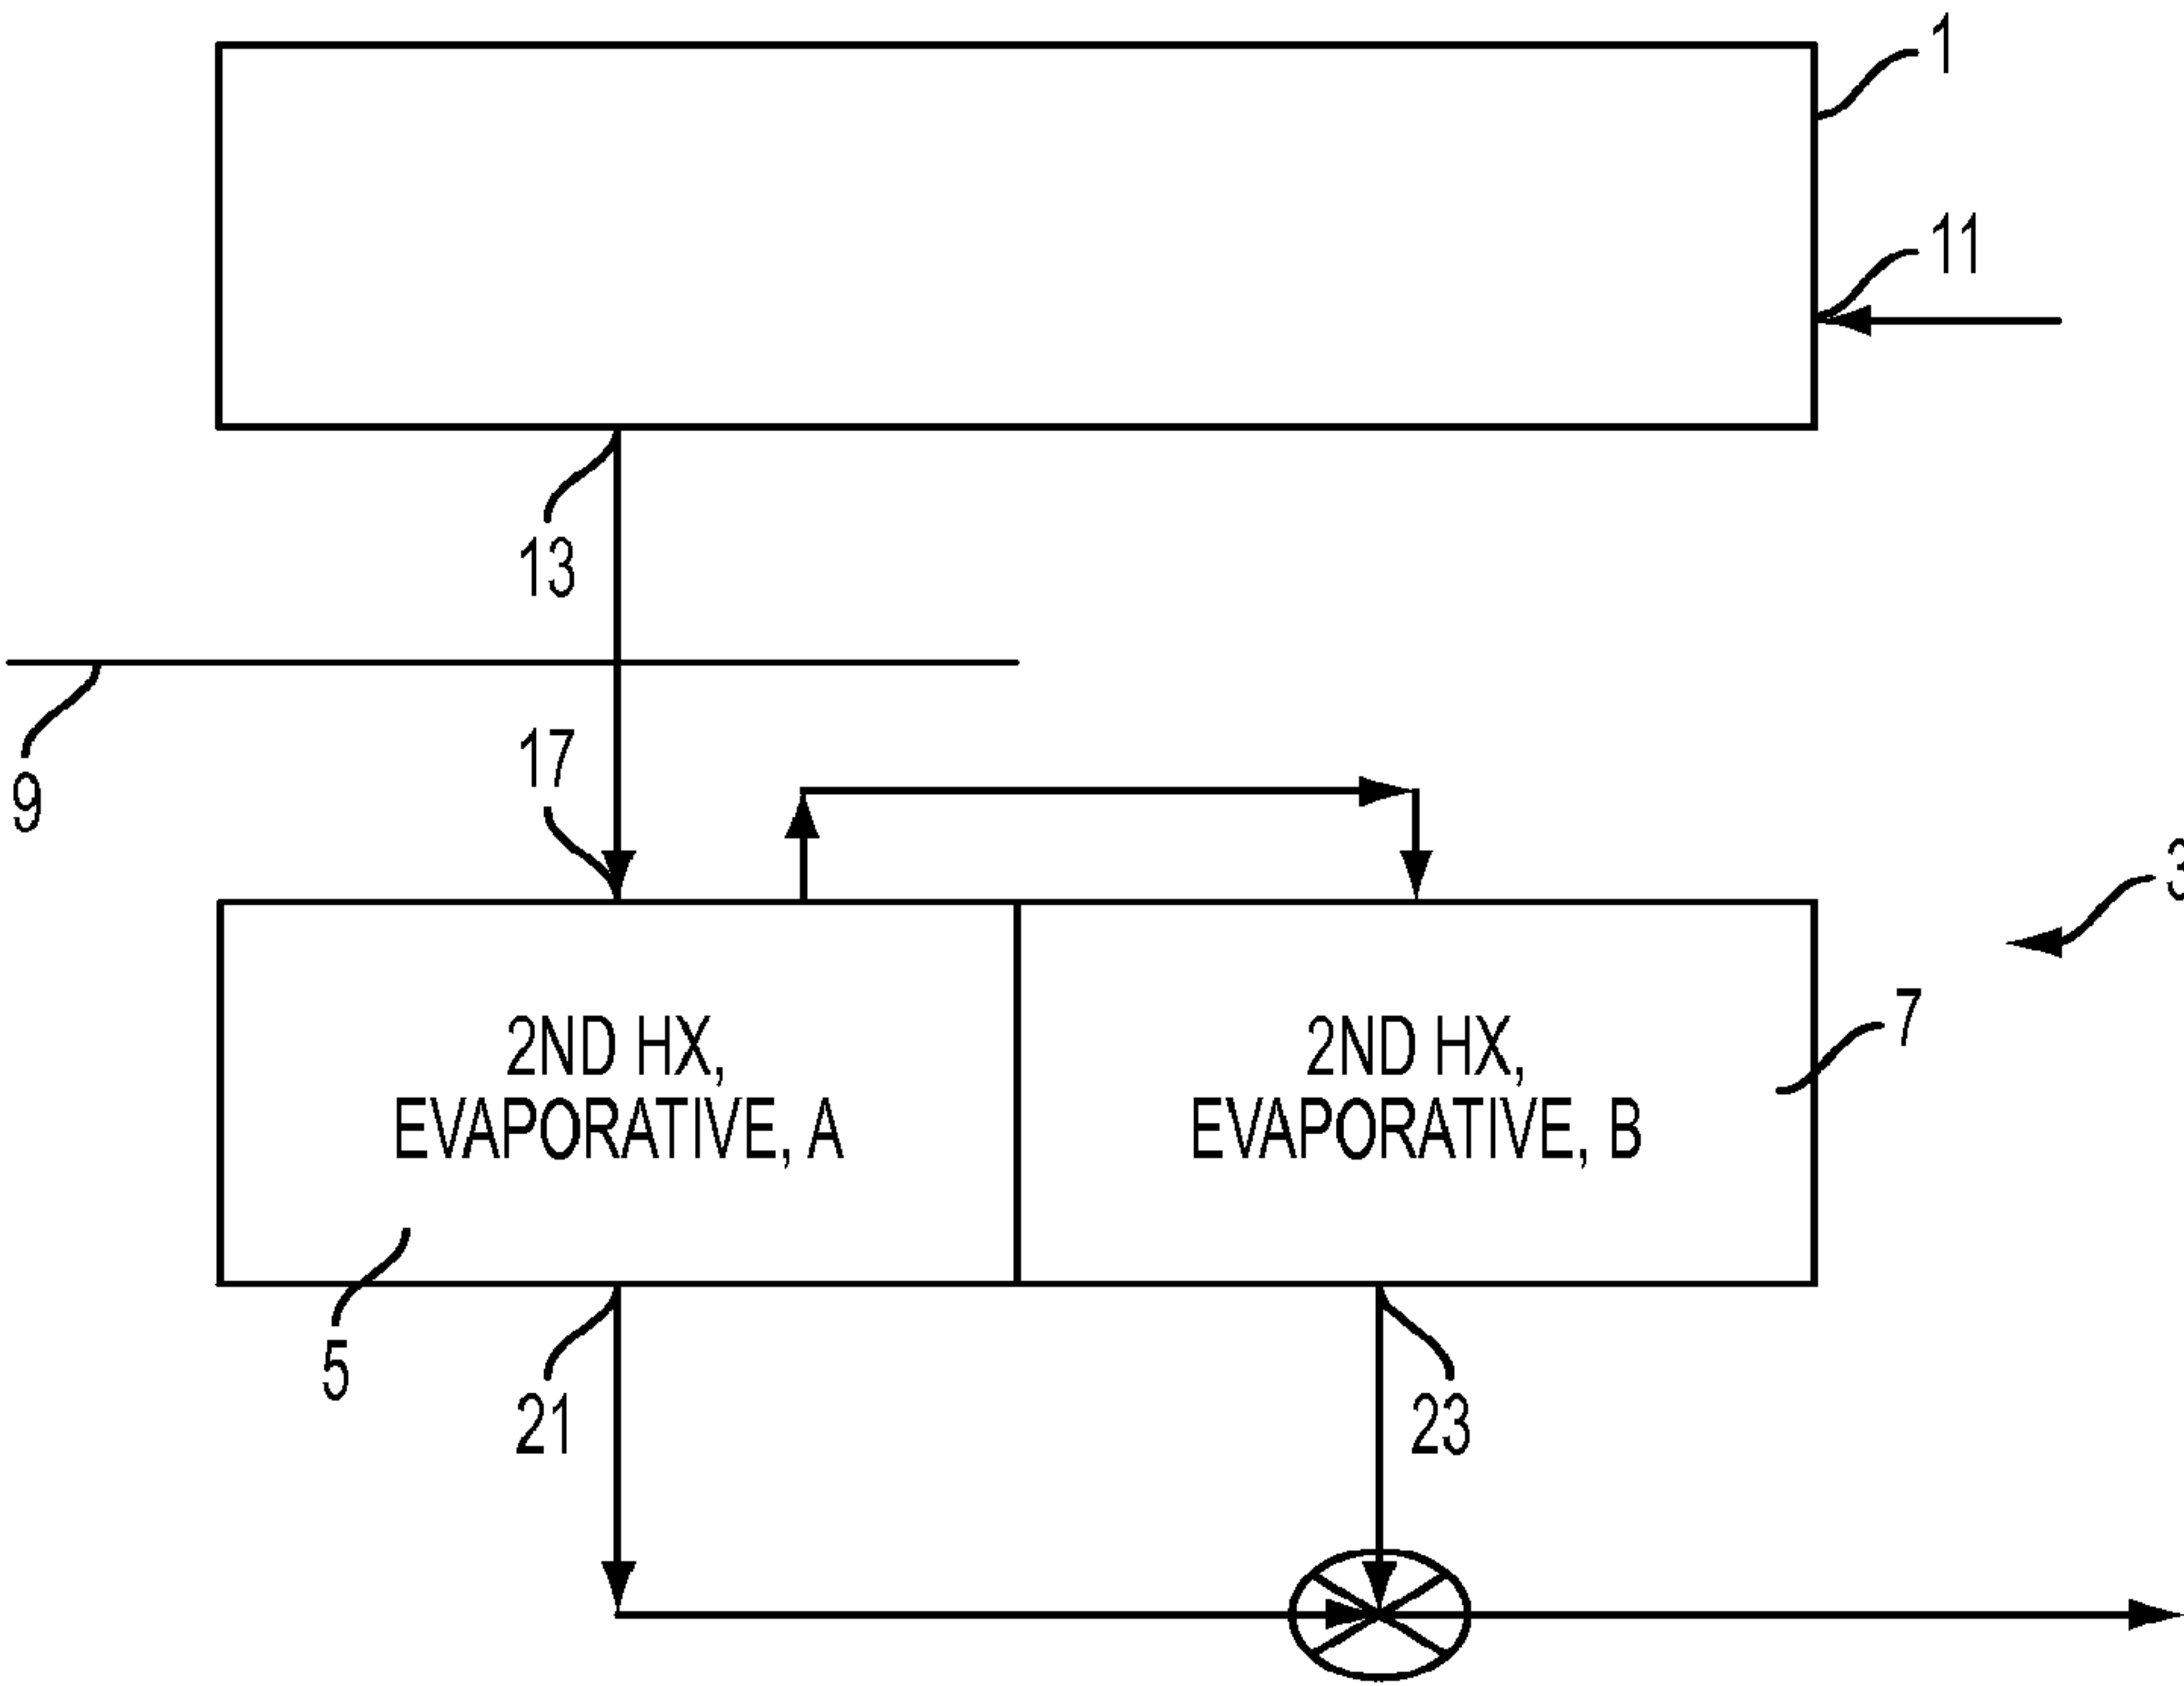 1
11
13
17
9
3
2ND HX,
EVAPORATIVE, A
2ND HX,
EVAPORATIVE, B
7
5
21
23